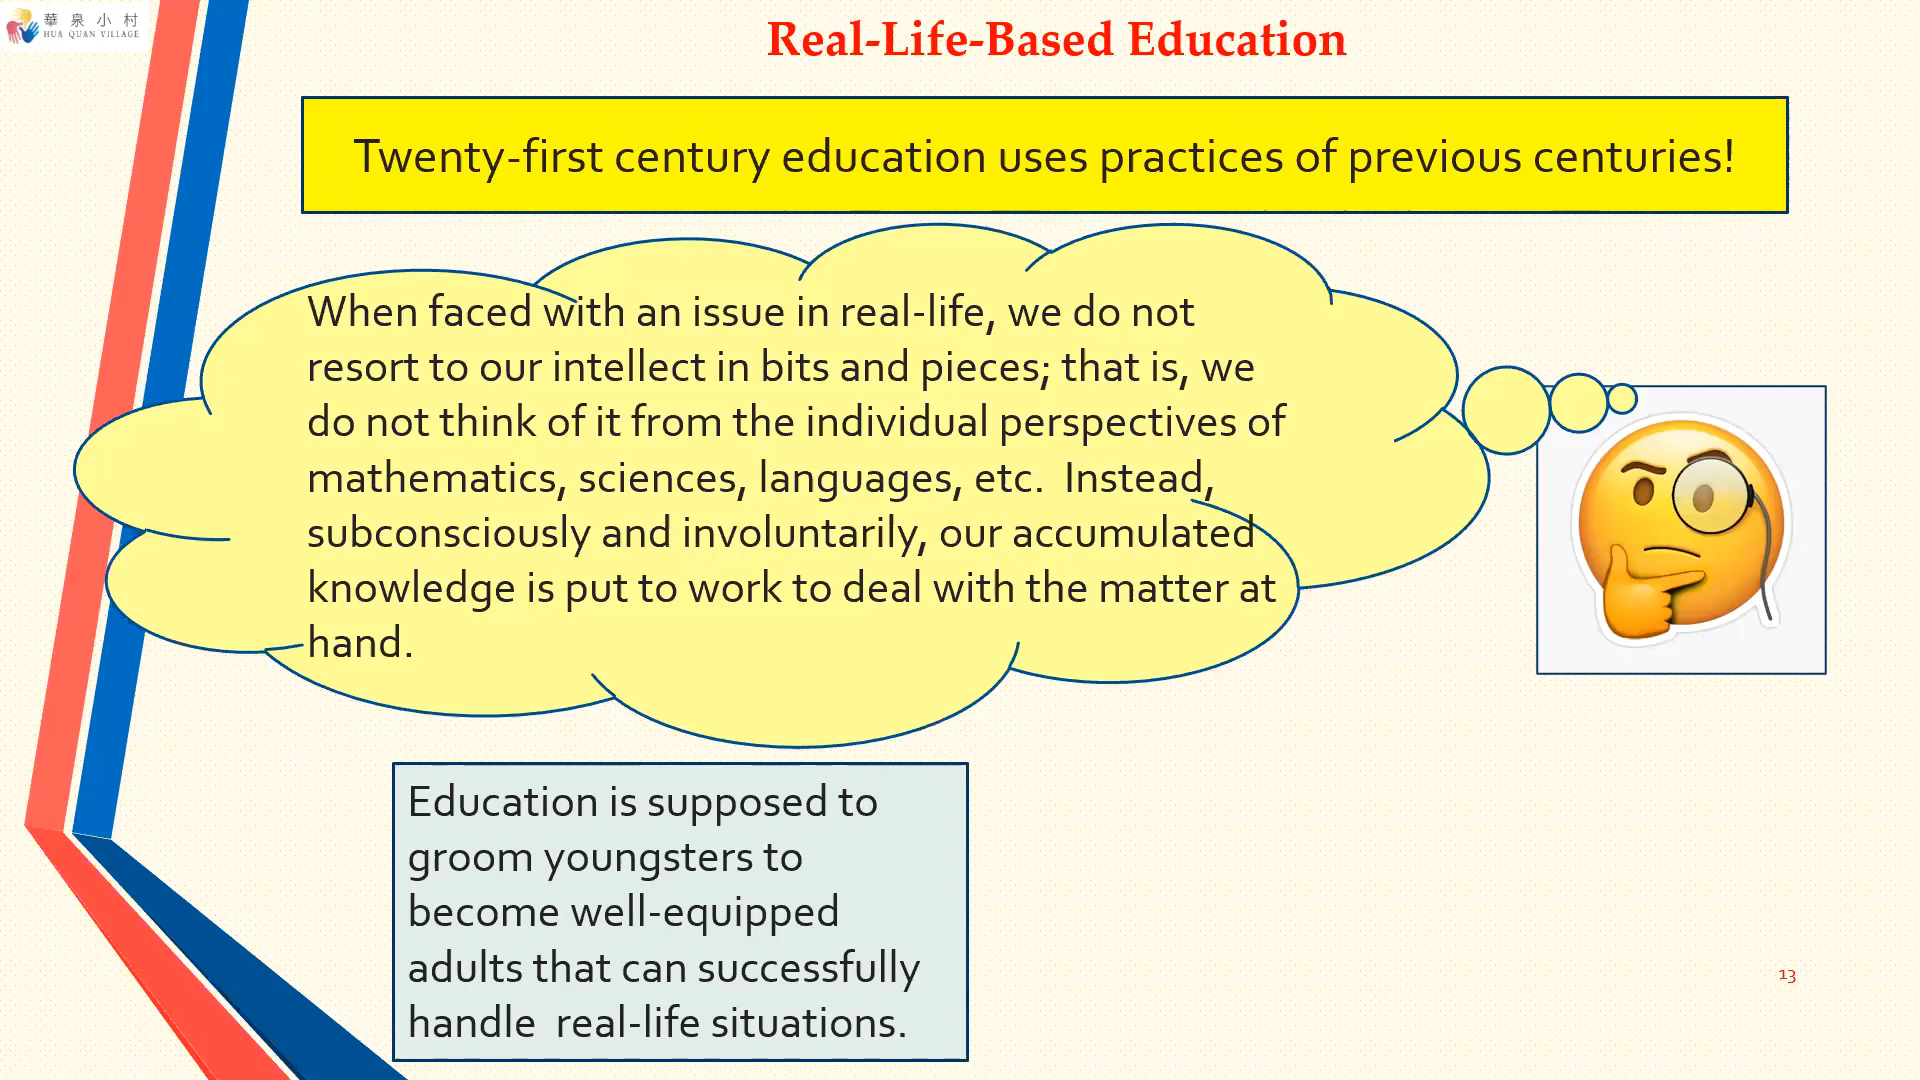 華泉小村
HUA QUAN VILLAGE
Real-Life-Based Education
Twenty-first century education uses practices of previous centuries!
When faced with an issue in real-life, we do not
resort to our intellect in bits and pieces; that is, we
do not think of it from the individual perspectives of
mathematics, sciences, languages, etc.  Instead,
subconsciously and involuntarily, our accumulated
knowledge is put to work to deal with the matter at
hand.
Education is supposed to
groom youngsters to
become well-equipped
adults that can successfully
handle  real-life situations.
13